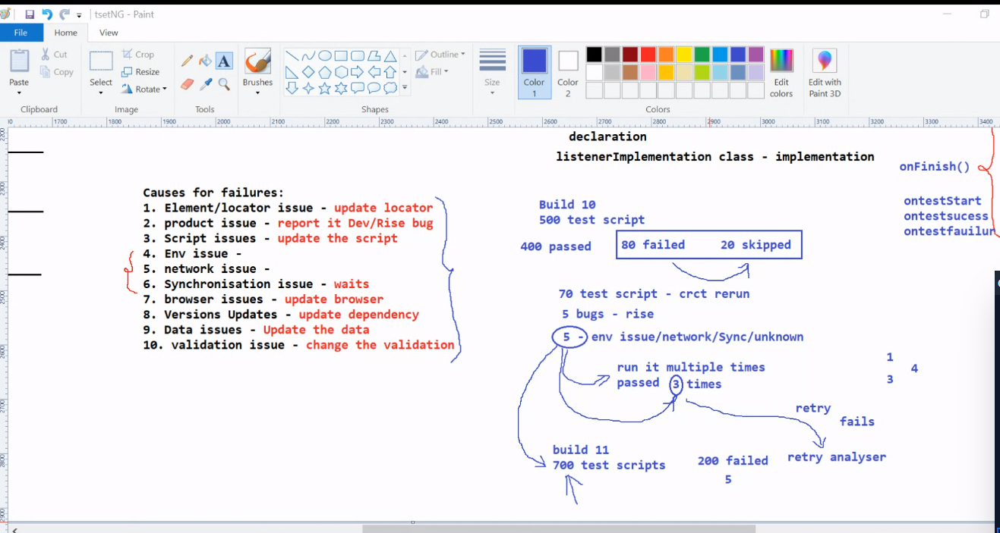 tsetNG - Paint
File Home View
Paste
Cut
Copy
Clipboard
Select
Crop
Resize
Rotate
Image
A
Tools
Brushes
Shapes
Outline
Fill
Size
Color 1
Color 2
Edit colors
Edit with Paint 3D
Colors
1700 1800 1900 2000 2100 2200 2300 2400 2500 2600 2700 2800 2900 3000 3100 3200 3300 3400
2200
2300
2400
2500
2600
2700
2800
2900
Causes for failures:
1. Element/locator issue - update locator
2. product issue - report it Dev/Rise bug
3. Script issues - update the script
4. Env issue -
5. network issue -
6. Synchronisation issue - waits
7. browser issues - update browser
8. Versions Updates - update dependency
9. Data issues - Update the data
10. validation issue - change the validation
declaration
listenerImplementation class - implementation
onFinish()
ontestStart
ontestsucess
ontestfauilur
Build 10
500 test script
400 passed 80 failed 20 skipped
70 test script - crct rerun
5 bugs - rise
5 - env issue/network/Sync/unknown
run it multiple times
passed 3 times
1
4
3
retry
fails
retry analyser
build 11
700 test scripts 200 failed
5